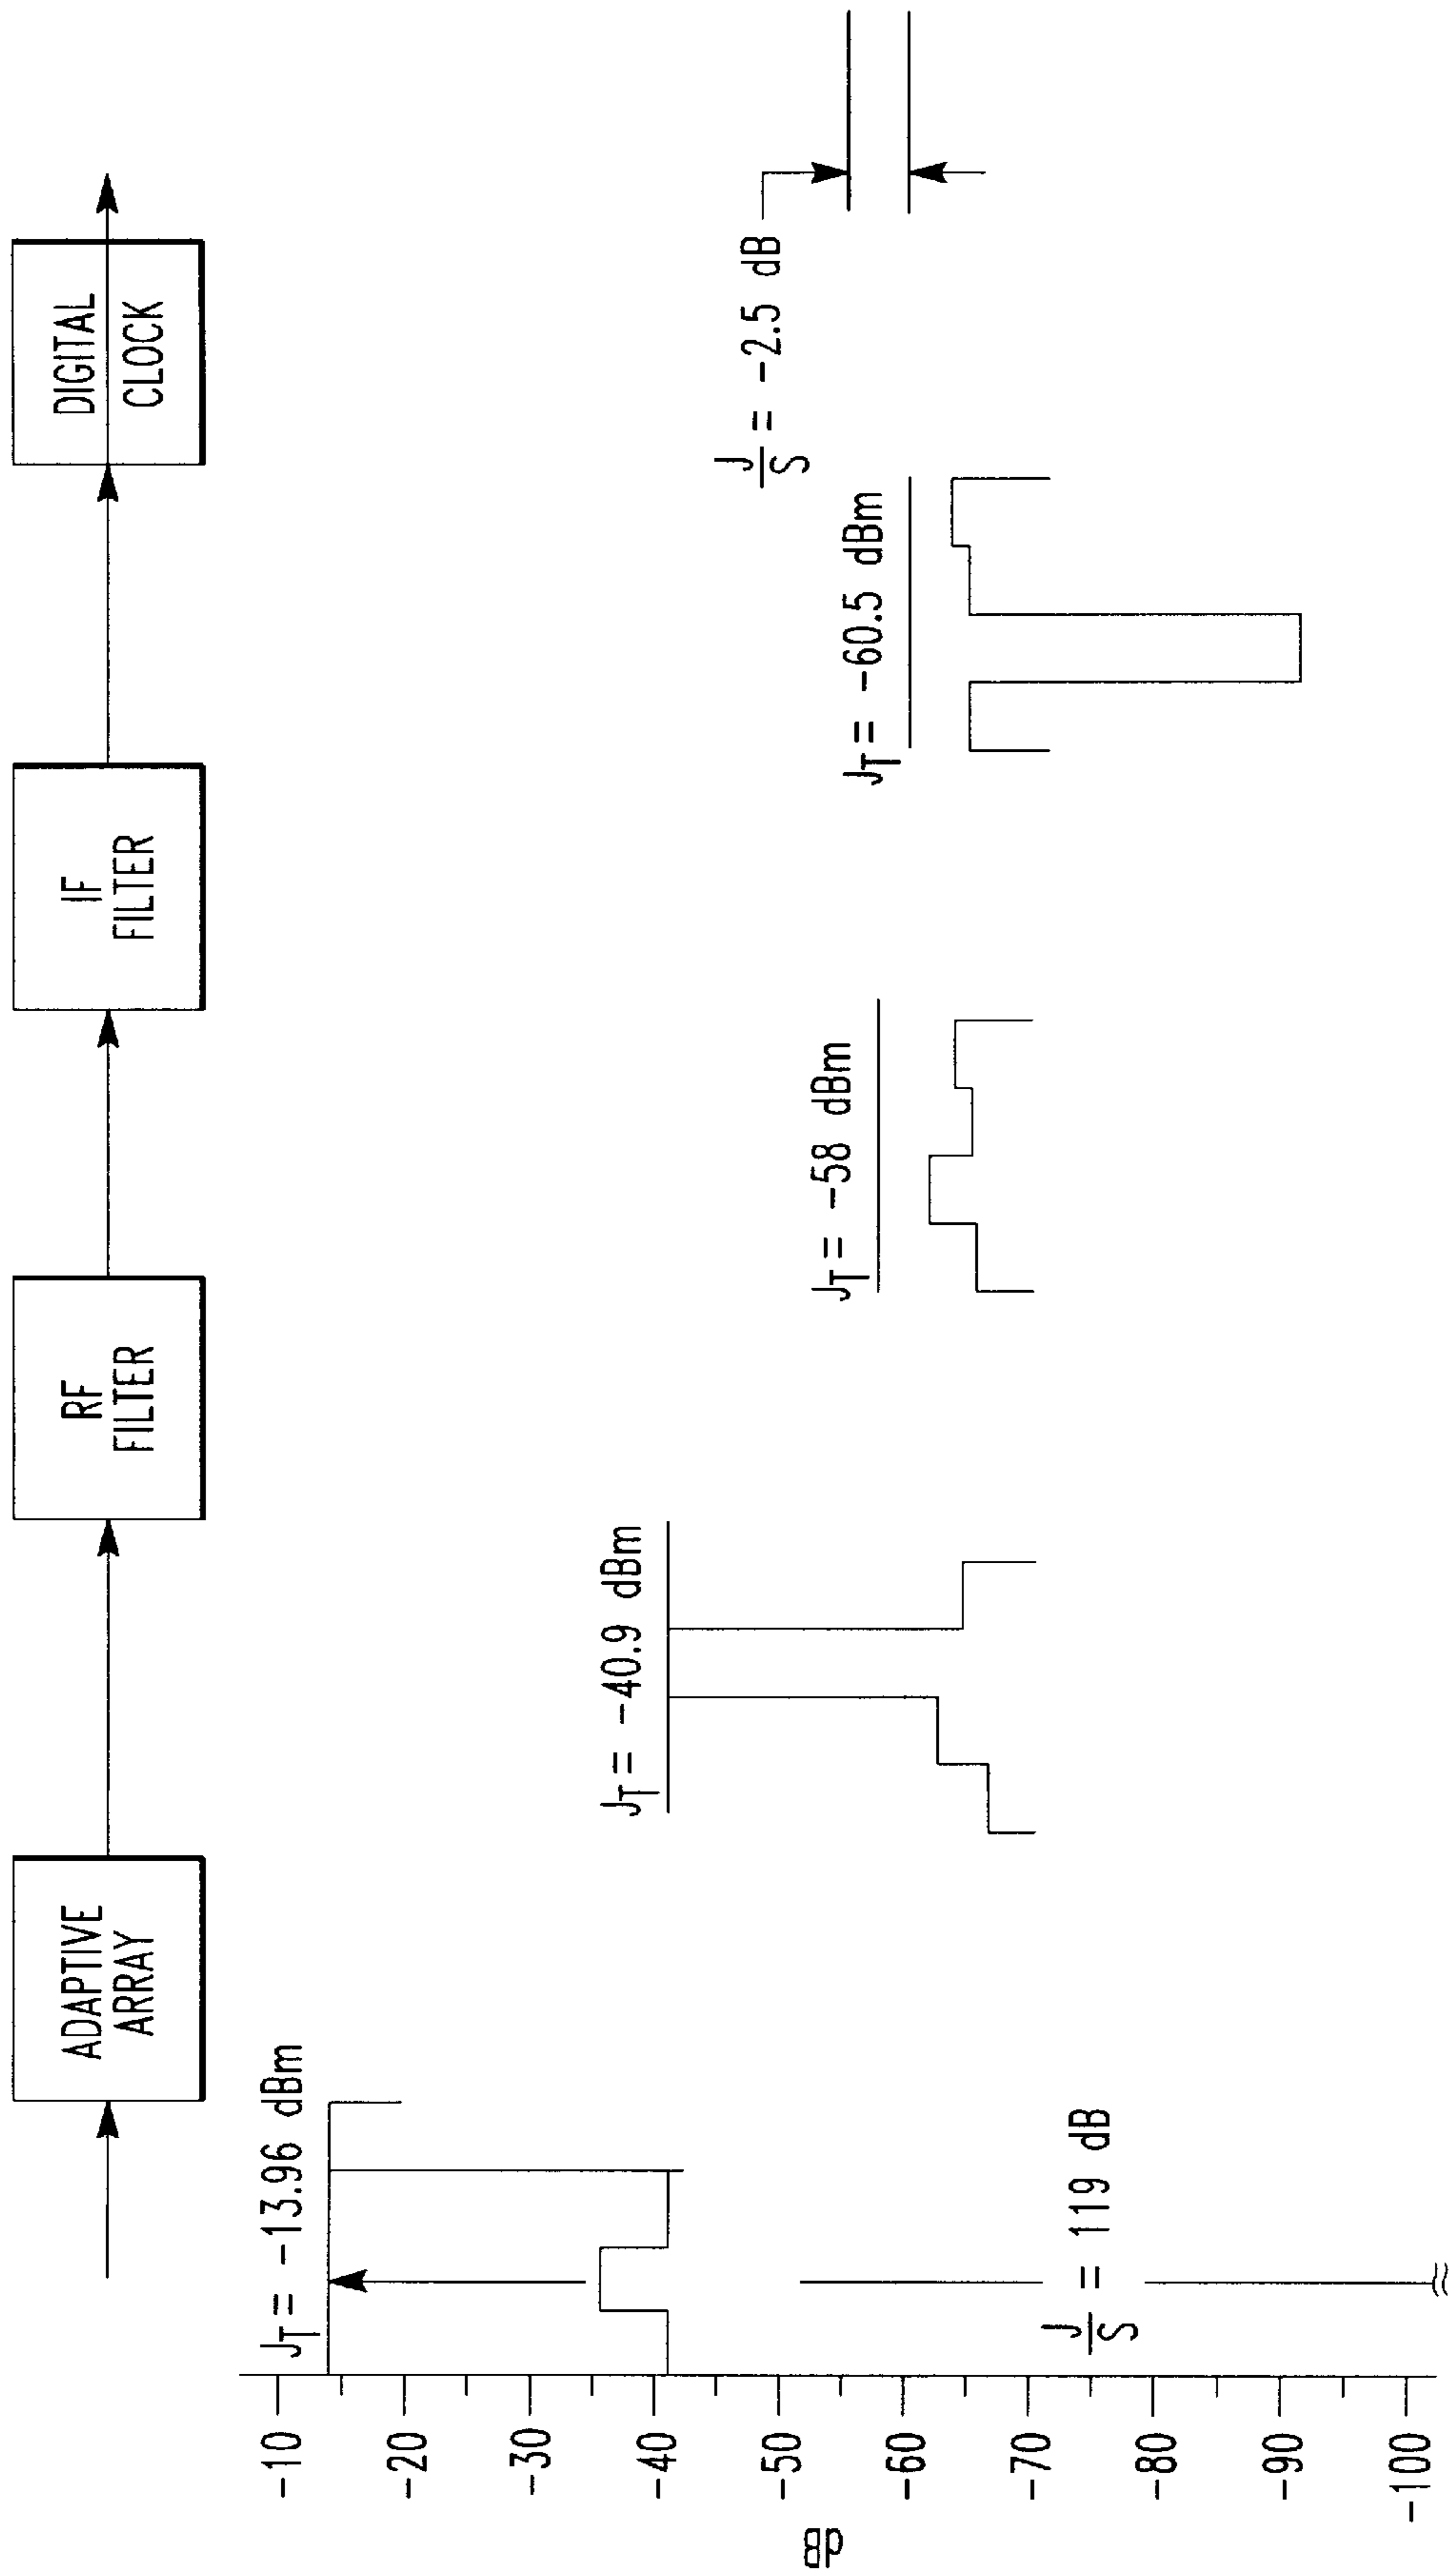 ADAPTIVE
ARRAY
RF
FILTER
IF
FILTER
DIGITAL
CLOCK
J_T = -13.96 dBm
J_T = -40.9 dBm
J_T = -58 dBm
J_T = -60.5 dBm
J/S = -2.5 dB
J/S = 119 dB
dB
-10
-20
-30
-40
-50
-60
-70
-80
-90
-100